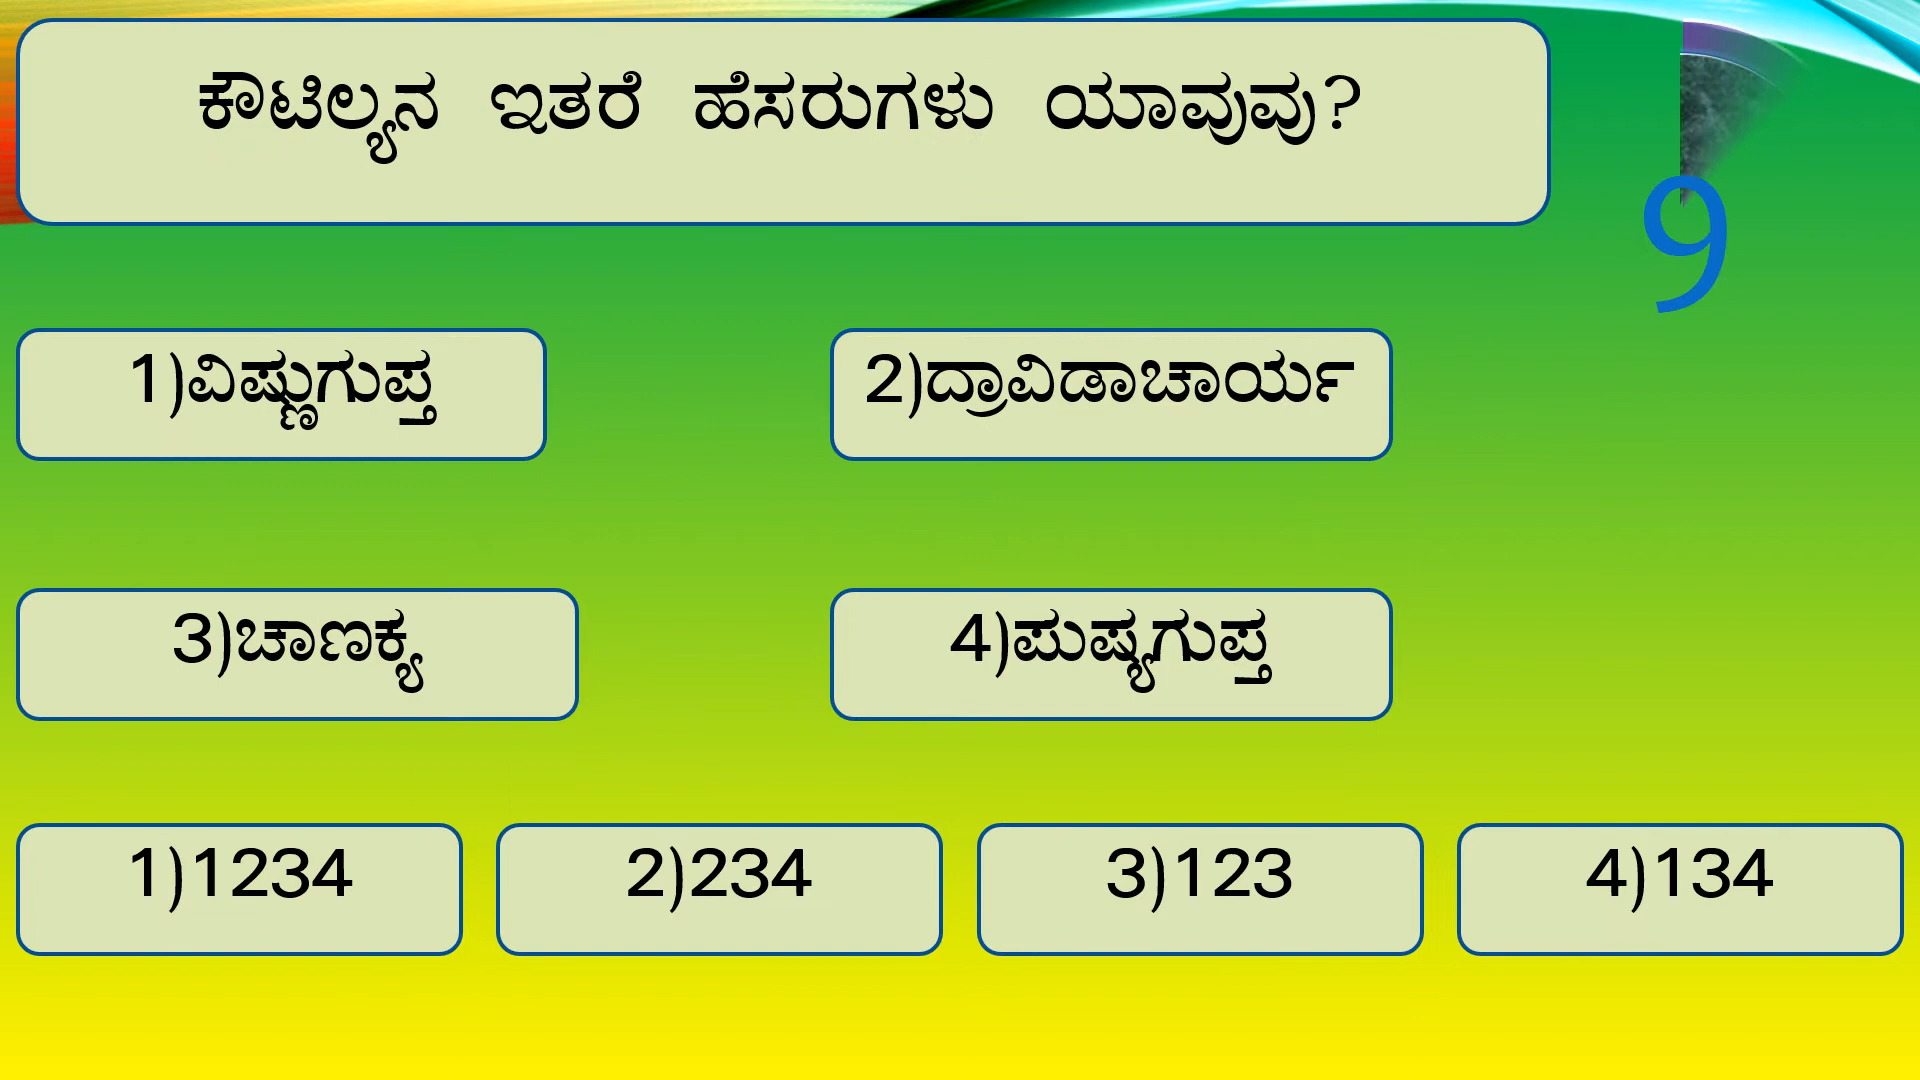 ಕೌಟಿಲ್ಯನ ಇತರೆ ಹೆಸರುಗಳು ಯಾವುವು?
9
1)ವಿಷ್ಣುಗುಪ್ತ
2)ದ್ರಾವಿಡಾಚಾರ್ಯ
3)ಚಾಣಕ್ಯ
4)ಪುಷ್ಯಗುಪ್ತ
1)1234
2)234
3)123
4)134